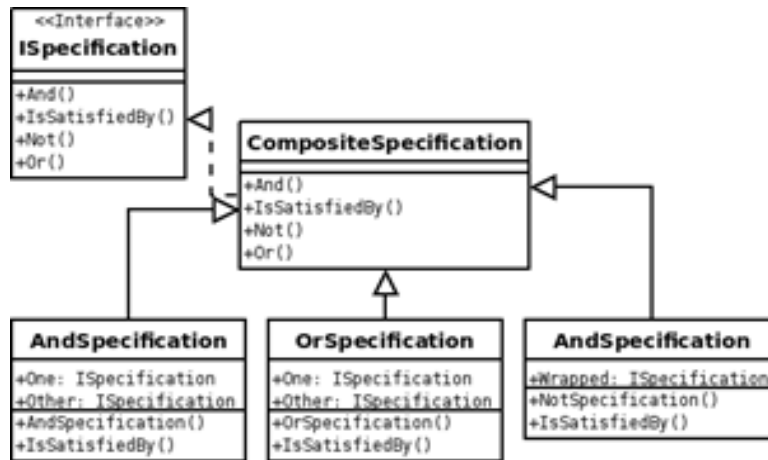 <<Interface>>
ISpecification
+And()
+IsSatisfiedBy()
+Not()
+Or()
CompositeSpecification
+And()
+IsSatisfiedBy()
+Not()
+Or()
AndSpecification
+One: ISpecification
+Other: ISpecification
+AndSpecification()
+IsSatisfiedBy()
OrSpecification
+One: ISpecification
+Other: ISpecification
+OrSpecification()
+IsSatisfiedBy()
AndSpecification
+Wrapped: ISpecification
+NotSpecification()
+IsSatisfiedBy()